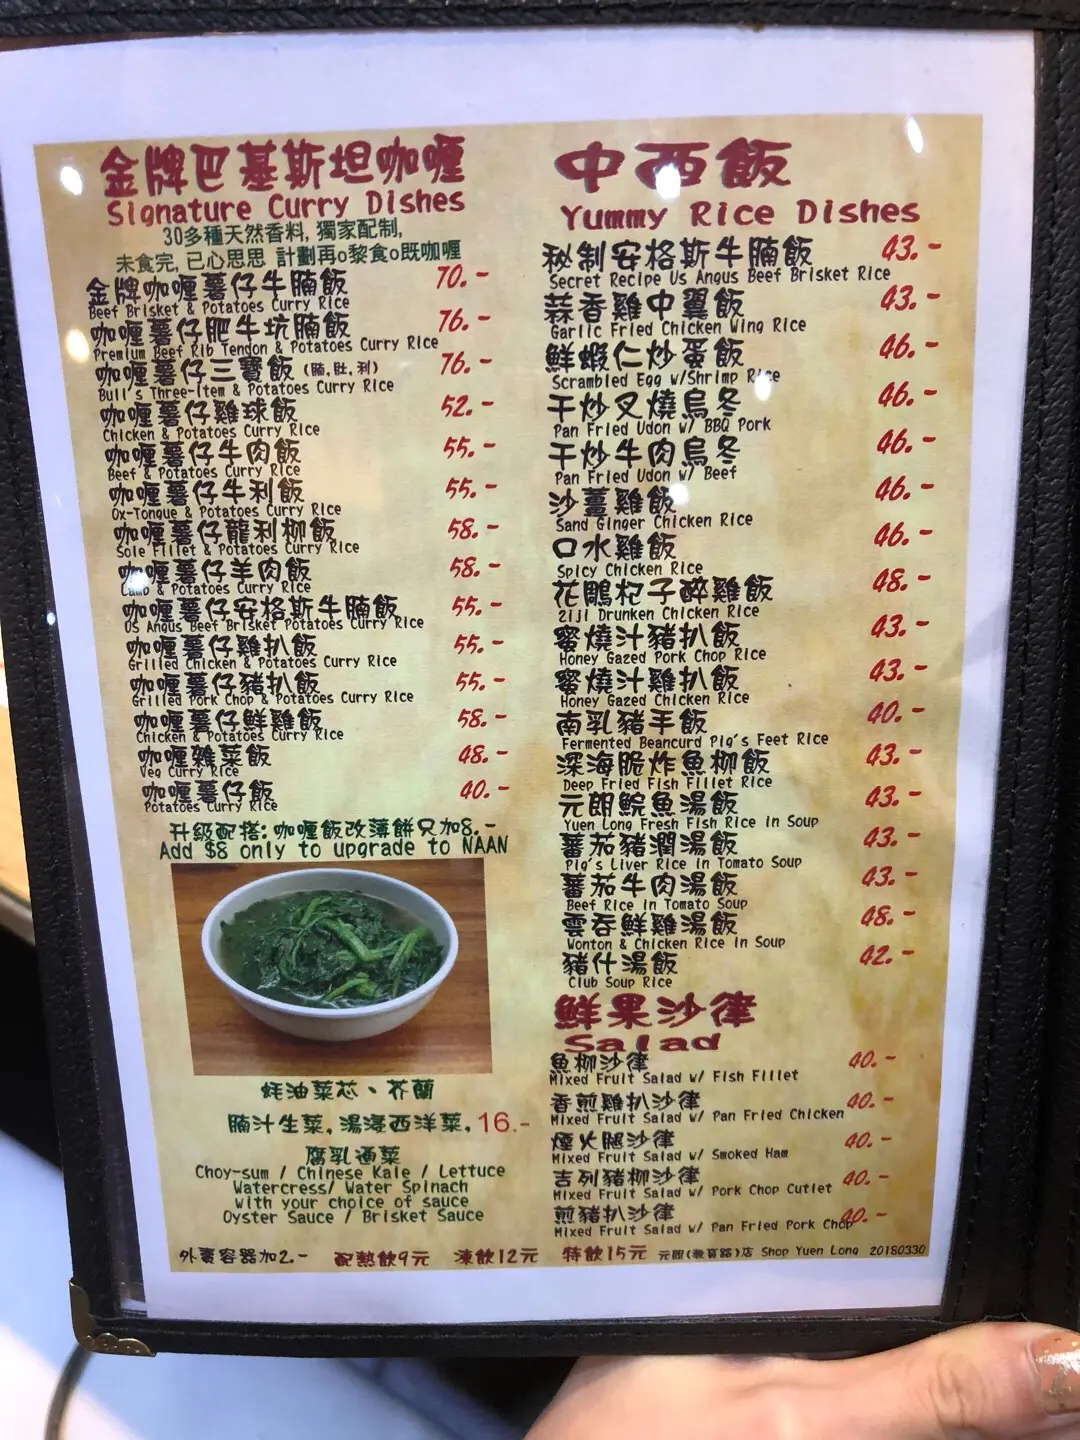 金牌巴基斯坦咖喱
Signature Curry Dishes
30多種天然香料, 獨家配制,
未食完, 已心思思 計劃再o黎食o既咖喱
金牌咖喱薯仔牛腩飯 70.-
Beef Brisket & Potatoes Curry Rice
咖喱薯仔肥牛坑腩飯 76.-
Premium Beef Rib Tendon & Potatoes Curry Rice
咖喱薯仔三寶飯 (腩,肚,利) 76.-
Bull's Three-Item & Potatoes Curry Rice
咖喱薯仔雞球飯 52.-
Chicken & Potatoes Curry Rice
咖喱薯仔牛肉飯 55.-
Beef & Potatoes Curry Rice
咖喱薯仔牛利飯 55.-
Ox-Tongue & Potatoes Curry Rice
咖喱薯仔龍利柳飯 58.-
Sole Fillet & Potatoes Curry Rice
咖喱薯仔羊肉飯 58.-
Lamb & Potatoes Curry Rice
咖喱薯仔安格斯牛腩飯 55.-
US Angus Beef Brisket Potatoes Curry Rice
咖喱薯仔雞扒飯 55.-
Grilled Chicken & Potatoes Curry Rice
咖喱薯仔豬扒飯 55.-
Grilled Pork Chop & Potatoes Curry Rice
咖喱薯仔鮮雞飯 58.-
Chicken & Potatoes Curry Rice
咖喱雜菜飯 48.-
Veg Curry Rice
咖喱薯仔飯 40.-
Potatoes Curry Rice
升級配搭: 咖喱飯改薄餅只加8.-
Add $8 only to upgrade to NAAN
蚝油菜芯、芥蘭
腩汁生菜, 湯浸西洋菜, 16.-
腐乳通菜
Choy-sum / Chinese Kale / Lettuce
Watercress/ Water Spinach
with your choice of sauce
Oyster Sauce / Brisket Sauce
中西飯
Yummy Rice Dishes
秘制安格斯牛腩飯 43.-
Secret Recipe Us Angus Beef Brisket Rice
蒜香雞中翼飯 43.-
Garlic Fried Chicken Wing Rice
鮮蝦仁炒蛋飯 46.-
Scrambled Egg w/Shrimp Rice
干炒叉燒烏冬 46.-
Pan Fried Udon w/ BBQ Pork
干炒牛肉烏冬 46.-
Pan Fried Udon w/ Beef
沙薑雞飯 46.-
Sand Ginger Chicken Rice
口水雞飯 46.-
Spicy Chicken Rice
花鵰杞子醉雞飯 48.-
Ziji Drunken Chicken Rice
蜜燒汁豬扒飯 43.-
Honey Gazed Pork Chop Rice
蜜燒汁雞扒飯 43.-
Honey Gazed Chicken Rice
南乳豬手飯 40.-
Fermented Beancurd Pig's Feet Rice
深海脆炸魚柳飯 43.-
Deep Fried Fish Fillet Rice
元朗鯇魚湯飯 43.-
Yuen Long Fresh Fish Rice in Soup
蕃茄豬潤湯飯 43.-
Pig's Liver Rice in Tomato Soup
蕃茄牛肉湯飯 43.-
Beef Rice in Tomato Soup
雲吞鮮雞湯飯 48.-
Wonton & Chicken Rice in Soup
豬什湯飯 42.-
Club Soup Rice
鮮果沙律
Salad
魚柳沙律 40.-
Mixed Fruit Salad w/ Fish Fillet
香煎雞扒沙律 40.-
Mixed Fruit Salad w/ Pan Fried Chicken
煙火腿沙律 40.-
Mixed Fruit Salad w/ Smoked Ham
吉列豬柳沙律 40.-
Mixed Fruit Salad w/ Pork Chop Cutlet
煎豬扒沙律 40.-
Mixed Fruit Salad w/ Pan Fried Pork Chop
外賣容器加2.- 配熱飲9元 凍飲12元 特飲15元 元朗(教育路)店 Shop Yuen Long 20180330